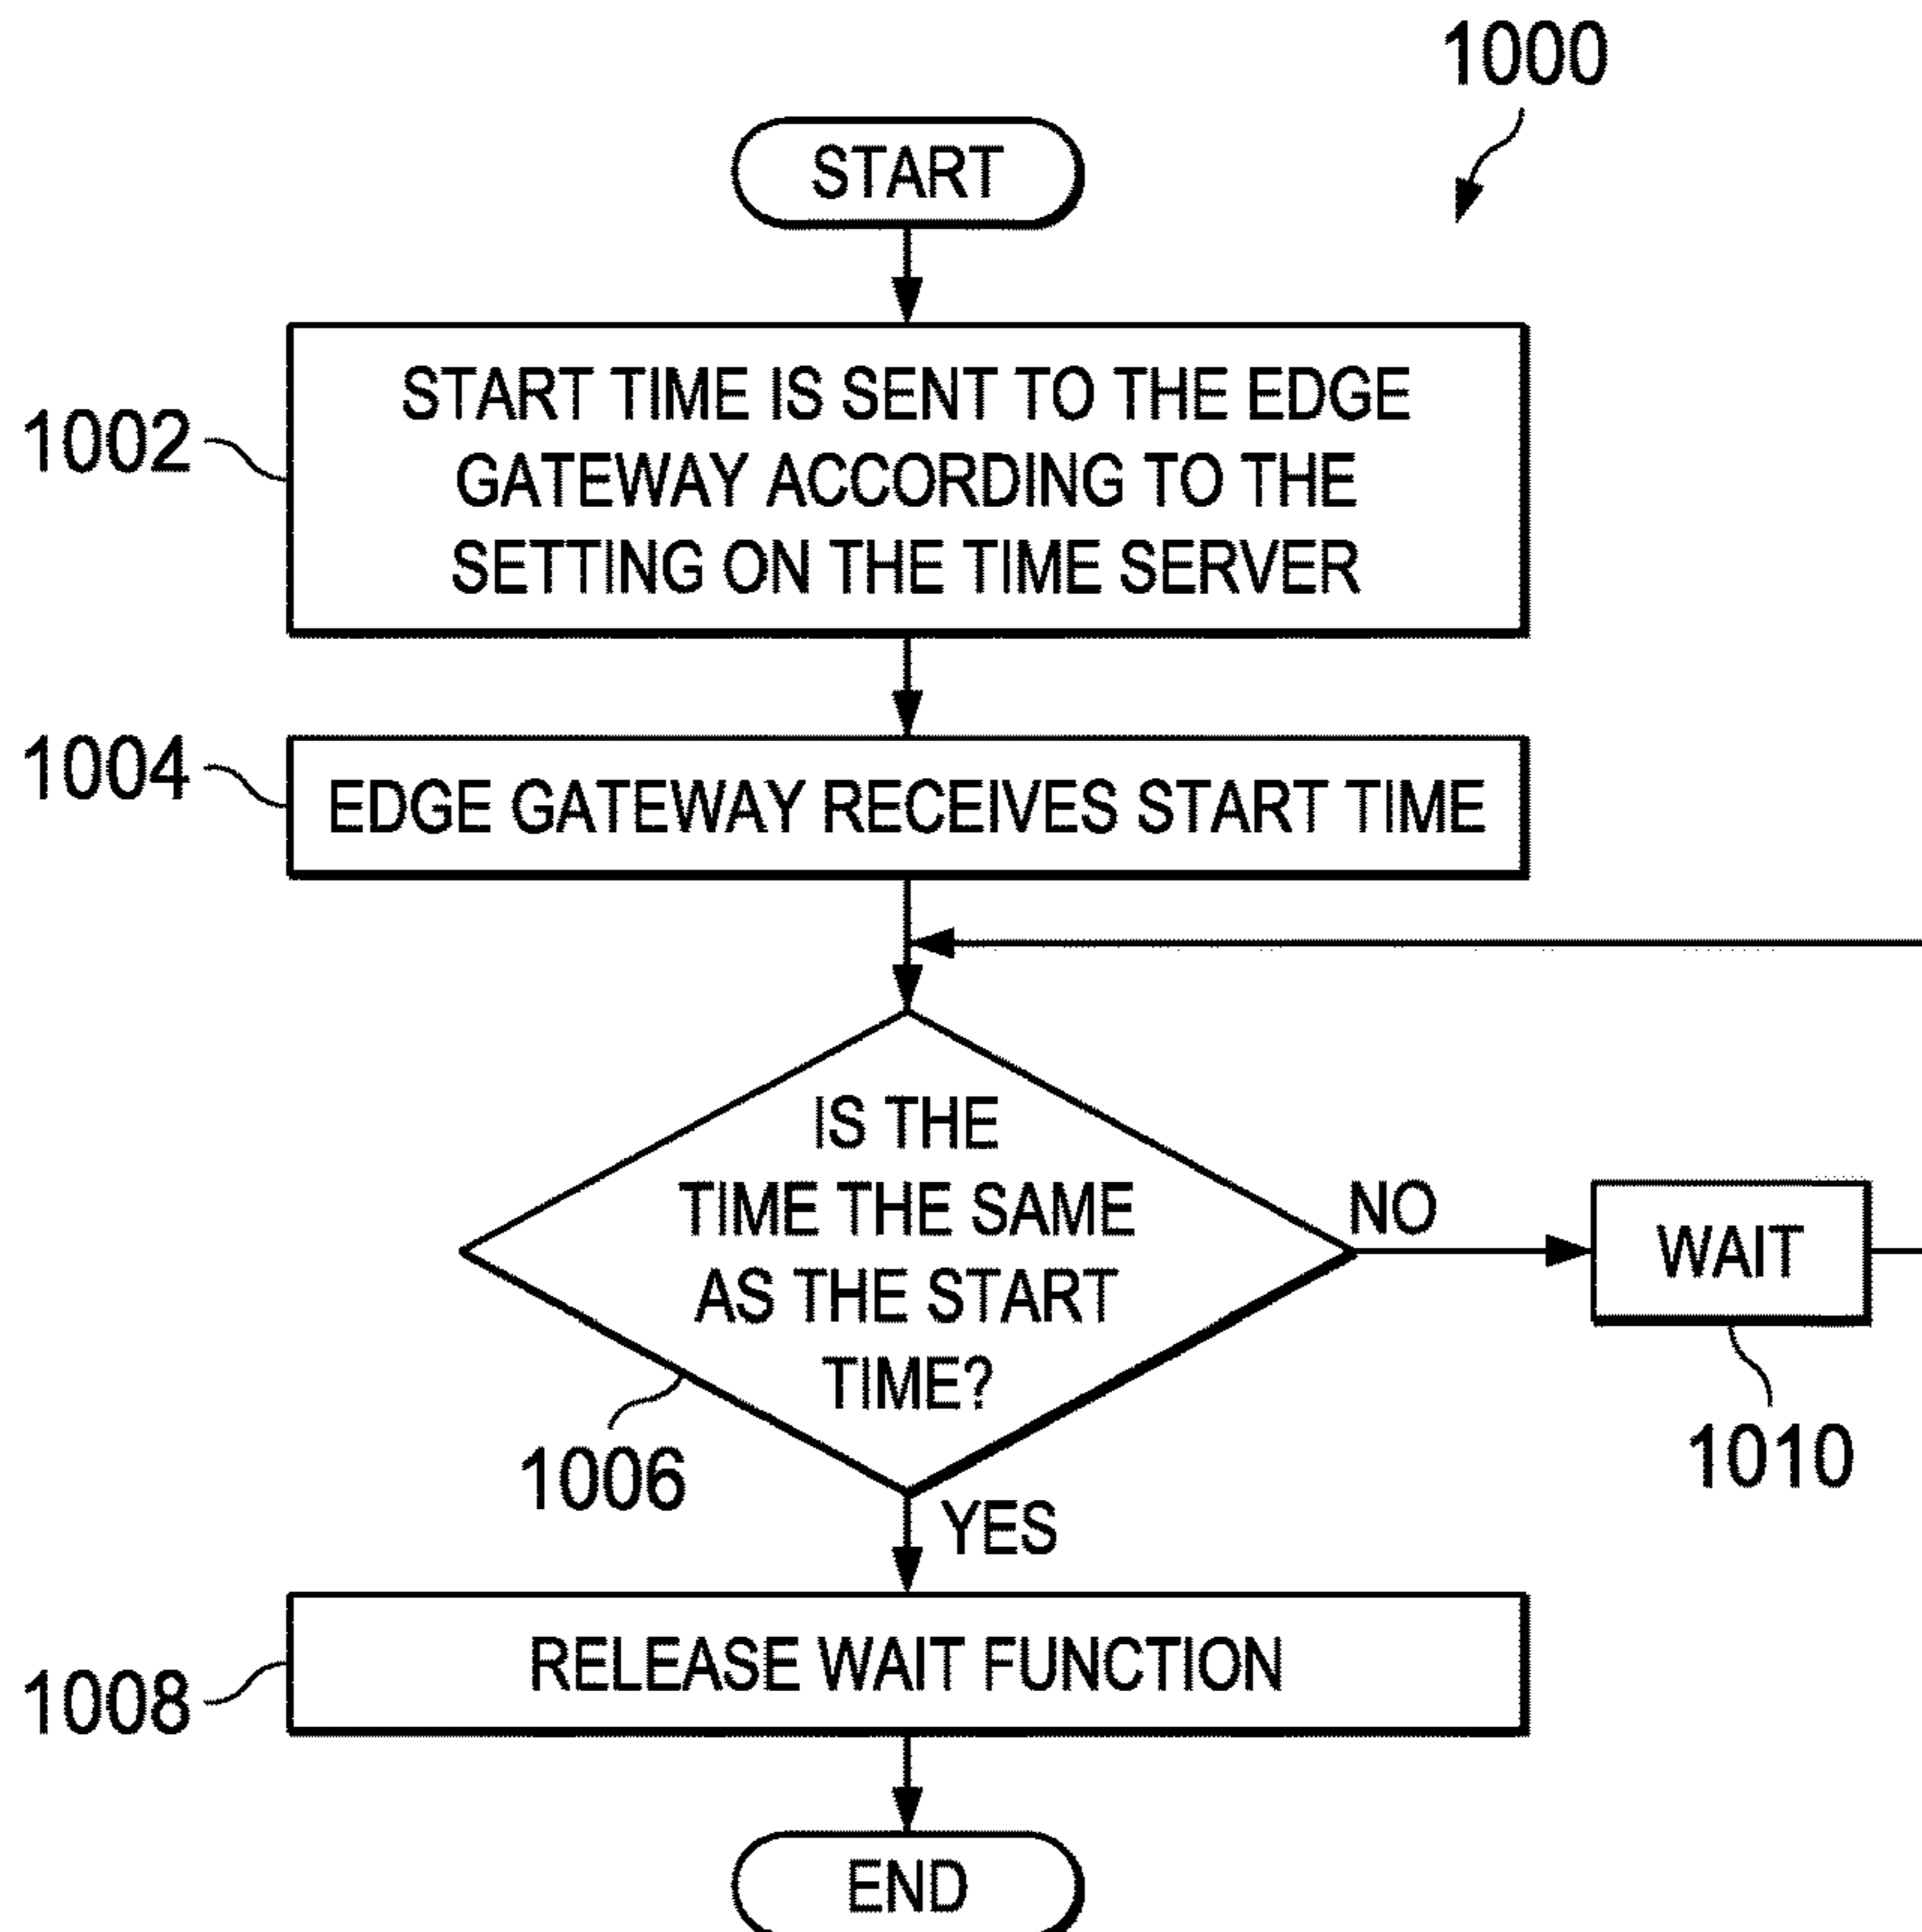 1000
START
START TIME IS SENT TO THE EDGE
GATEWAY ACCORDING TO THE
SETTING ON THE TIME SERVER
1002
EDGE GATEWAY RECEIVES START TIME
1004
IS THE
TIME THE SAME
AS THE START
TIME?
NO
WAIT
1010
1006
YES
RELEASE WAIT FUNCTION
1008
END